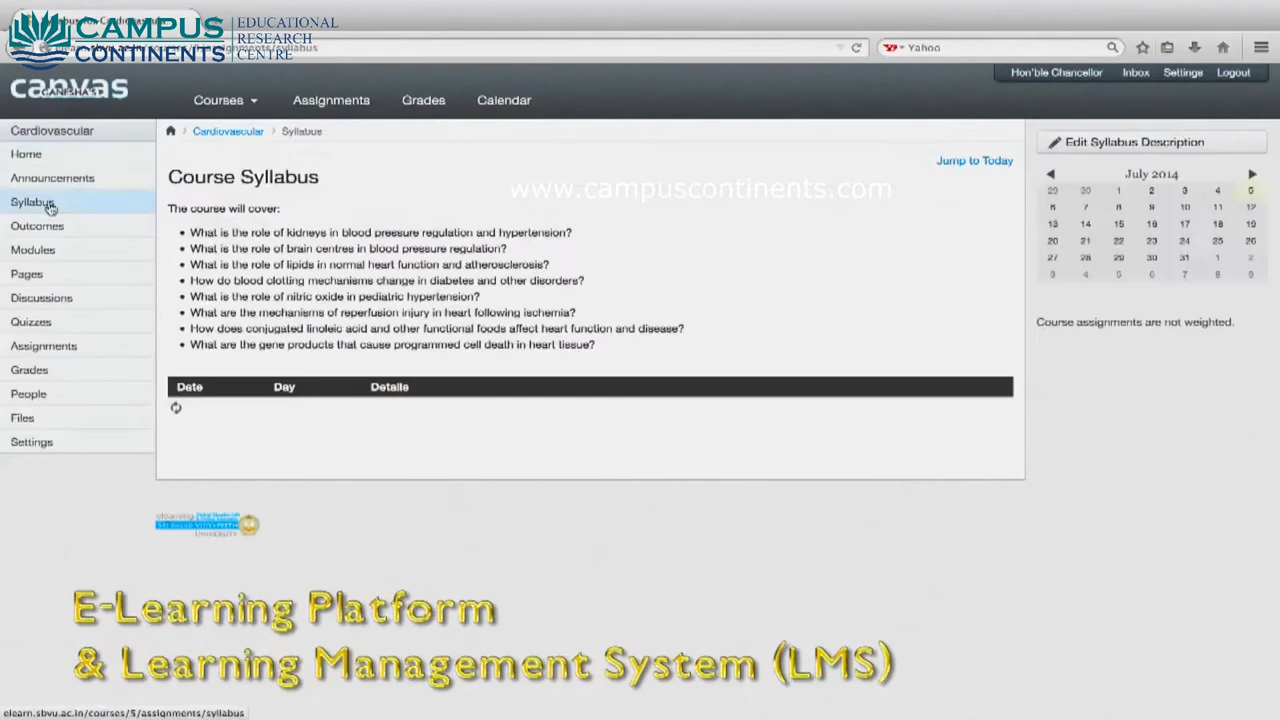 CAMPUS
CONTINENTS
EDUCATIONAL
RESEARCH
CENTRE
Yahoo
canvas
Hon'ble Chancellor Inbox Settings Logout
Courses Assignments Grades Calendar
Cardiovascular
Home
Announcements
Syllabus
Outcomes
Modules
Pages
Discussions
Quizzes
Assignments
Grades
People
Files
Settings
Cardiovascular Syllabus
Jump to Today
Course Syllabus
www.campuscontinents.com
The course will cover:
What is the role of kidneys in blood pressure regulation and hypertension?
What is the role of brain centres in blood pressure regulation?
What is the role of lipids in normal heart function and atherosclerosis?
How do blood clotting mechanisms change in diabetes and other disorders?
What is the role of nitric oxide in pediatric hypertension?
What are the mechanisms of reperfusion injury in heart following ischemia?
How does conjugated linoleic acid and other functional foods affect heart function and disease?
What are the gene products that cause programmed cell death in heart tissue?
Date Day Details
Edit Syllabus Description
July 2014
29 30 1 2 3 4 5
6 7 8 9 10 11 12
13 14 15 16 17 18 19
20 21 22 23 24 25 26
27 28 29 30 31 1 2
3 4 5 6 7 8 9
Course assignments are not weighted.
elearning
SRI BALAJI VIDYAPEETH
UNIVERSITY
E-Learning Platform
& Learning Management System (LMS)
elearn.sbvu.ac.in/courses/5/assignments/syllabus